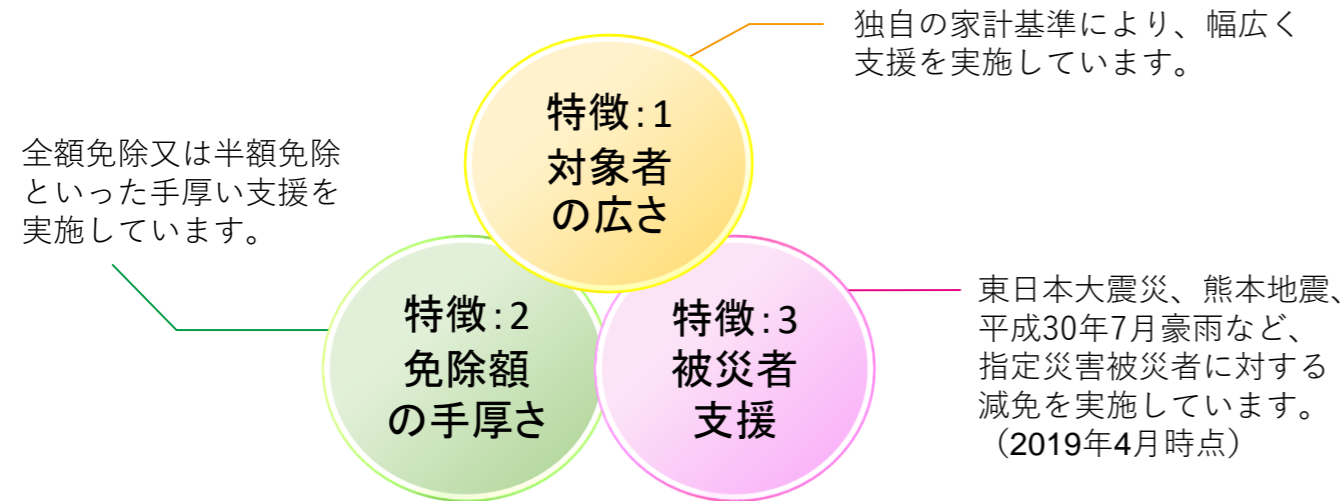 独自の家計基準により、幅広く
支援を実施しています。
特徴:1
対象者
の広さ
全額免除又は半額免除
といった手厚い支援を
実施しています。
特徴:2
免除額
の手厚さ
特徴:3
被災者
支援
東日本大震災、熊本地震、
平成30年7月豪雨など、
指定災害被災者に対する
減免を実施しています。
（2019年4月時点）